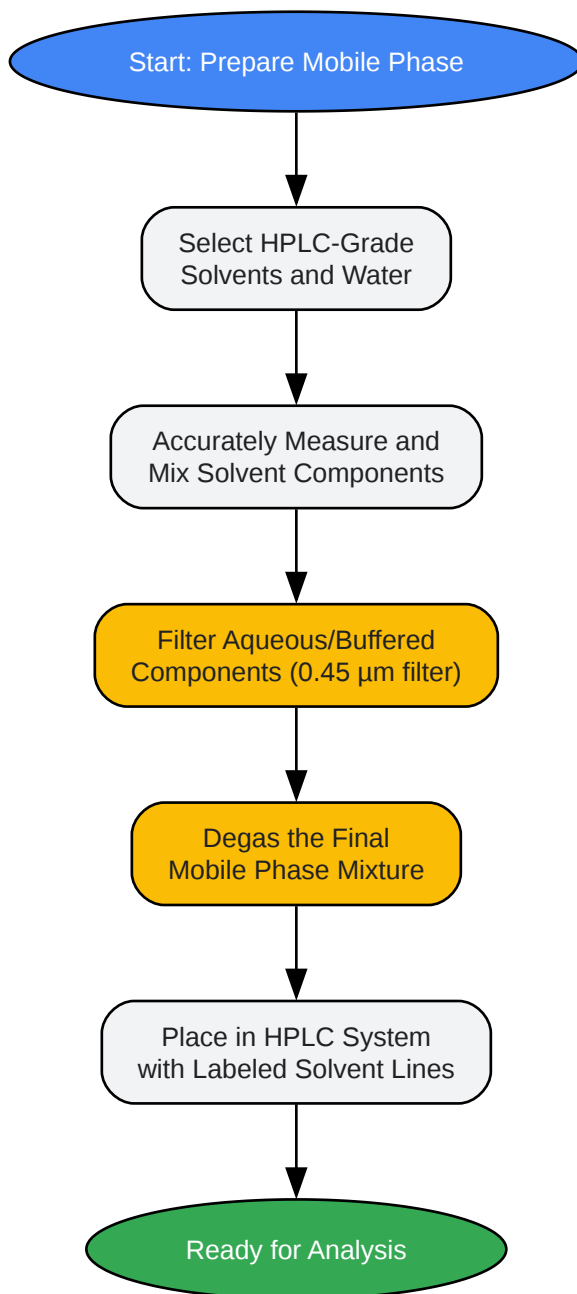 Start: Prepare Mobile Phase
Select HPLC-Grade
Solvents and Water
Accurately Measure and
Mix Solvent Components
Filter Aqueous/Buffered
Components (0.45 µm filter)
Degas the Final
Mobile Phase Mixture
Place in HPLC System
with Labeled Solvent Lines
Ready for Analysis